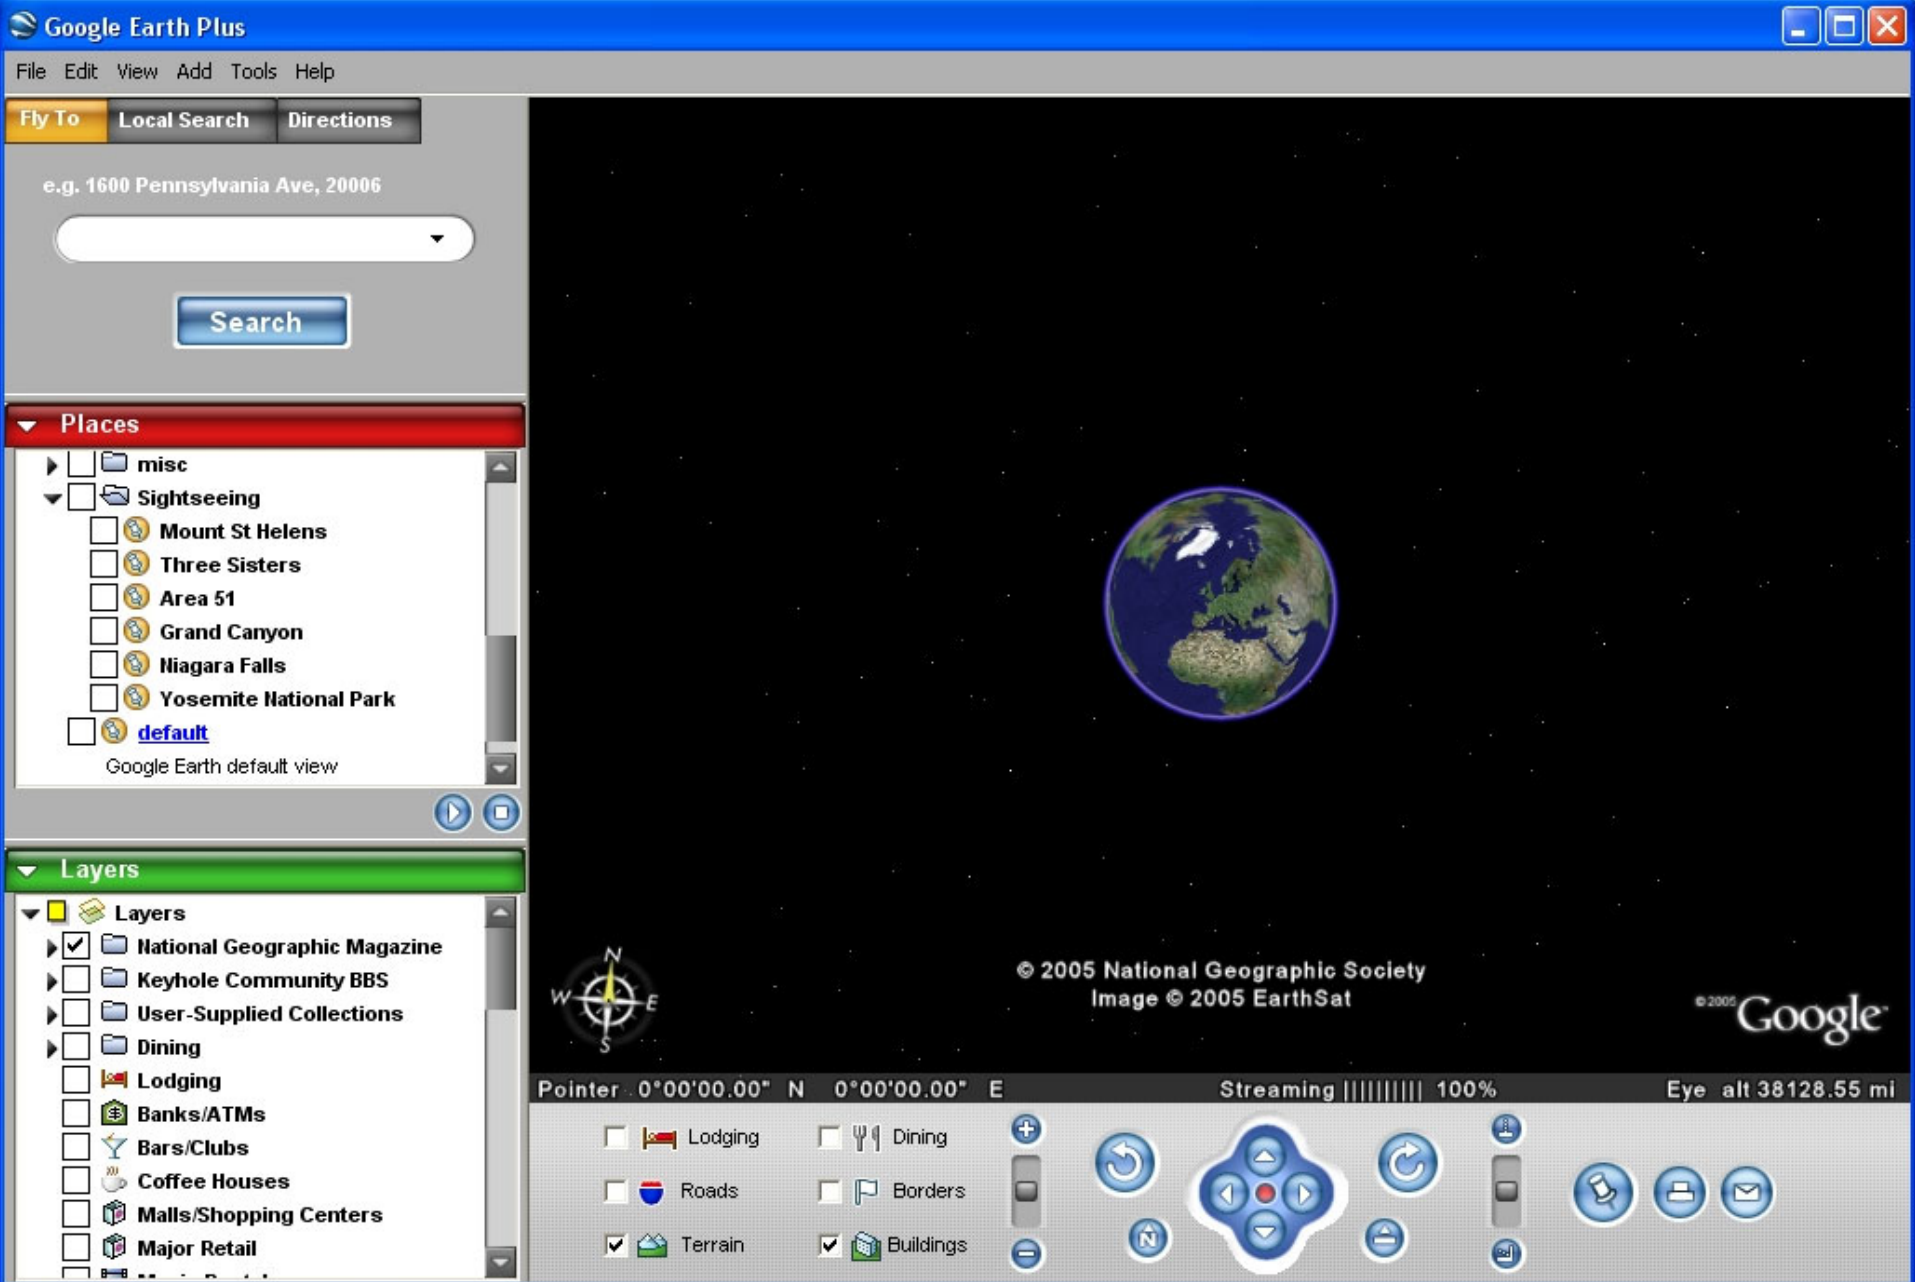 Google Earth Plus
File Edit View Add Tools Help
Fly To Local Search Directions
e.g. 1600 Pennsylvania Ave, 20006
Search
Places
misc
Sightseeing
Mount St Helens
Three Sisters
Area 51
Grand Canyon
Niagara Falls
Yosemite National Park
default
Google Earth default view
Layers
Layers
National Geographic Magazine
Keyhole Community BBS
User-Supplied Collections
Dining
Lodging
Banks/ATMs
Bars/Clubs
Coffee Houses
Malls/Shopping Centers
Major Retail
N
W E
S
© 2005 National Geographic Society
Image © 2005 EarthSat
© 2005 Google
Pointer 0°00'00.00" N 0°00'00.00" E Streaming |||||||||| 100% Eye alt 38128.55 mi
Lodging Dining
Roads Borders
Terrain Buildings
N